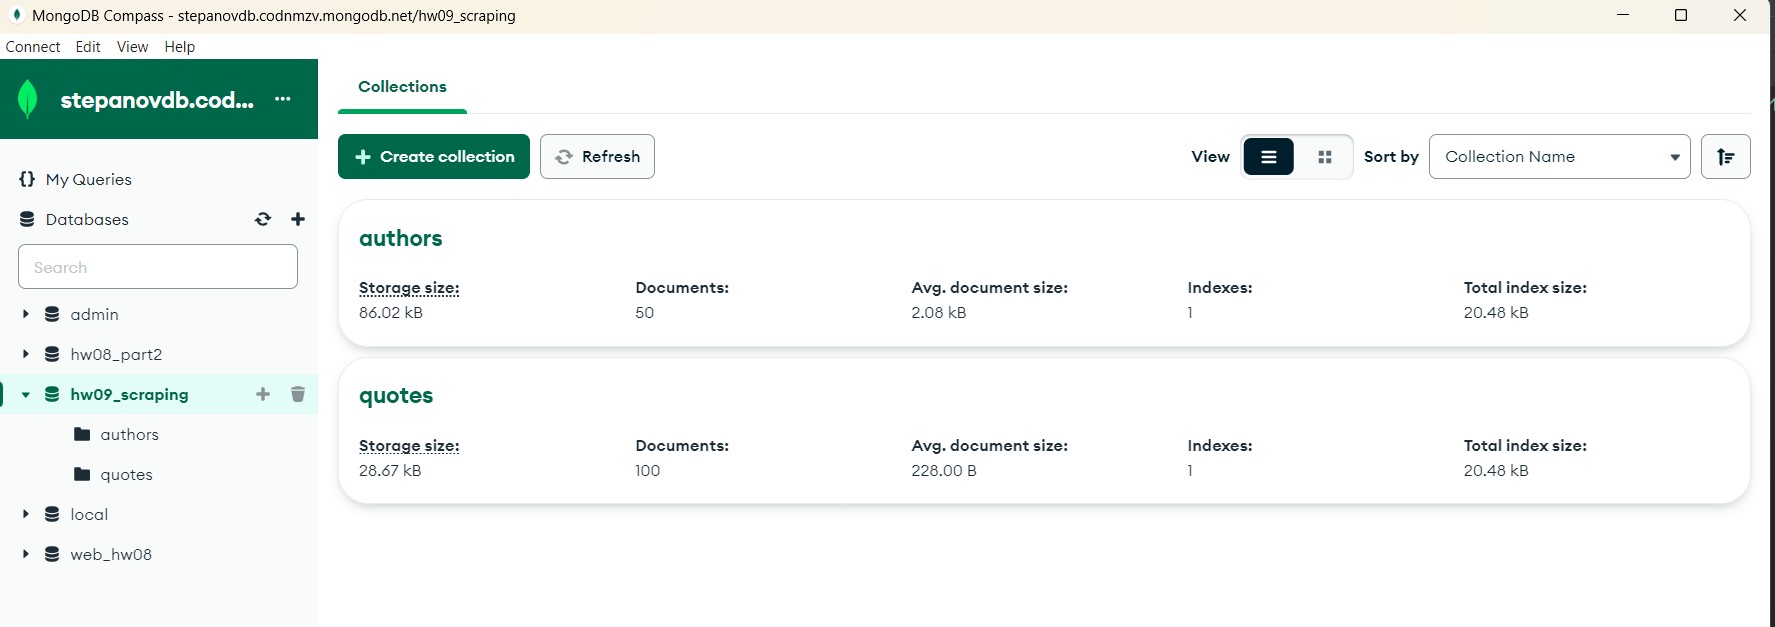 MongoDB Compass - stepanovdb.codnmzv.mongodb.net/hw09_scraping
Connect Edit View Help
stepanovdb.cod...
{} My Queries
Databases
Search
admin
hw08_part2
hw09_scraping
authors
quotes
local
web_hw08
Collections
Create collection Refresh View Sort by Collection Name
authors
Storage size: Documents: Avg. document size: Indexes: Total index size:
86.02 kB 50 2.08 kB 1 20.48 kB
quotes
Storage size: Documents: Avg. document size: Indexes: Total index size:
28.67 kB 100 228.00 B 1 20.48 kB